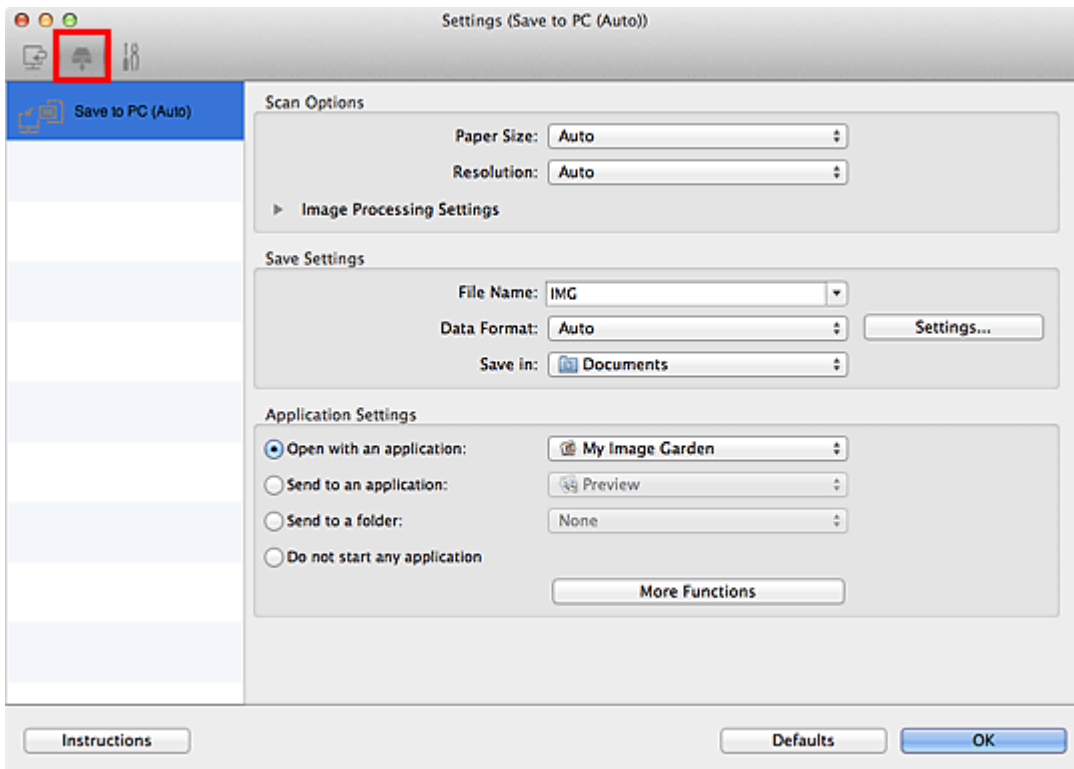 Settings (Save to PC (Auto))
Save to PC (Auto)
Scan Options
Paper Size: Auto
Resolution: Auto
Image Processing Settings
Save Settings
File Name: IMG
Data Format: Auto Settings...
Save in: Documents
Application Settings
Open with an application: My Image Garden
Send to an application: Preview
Send to a folder: None
Do not start any application
More Functions
Instructions Defaults OK